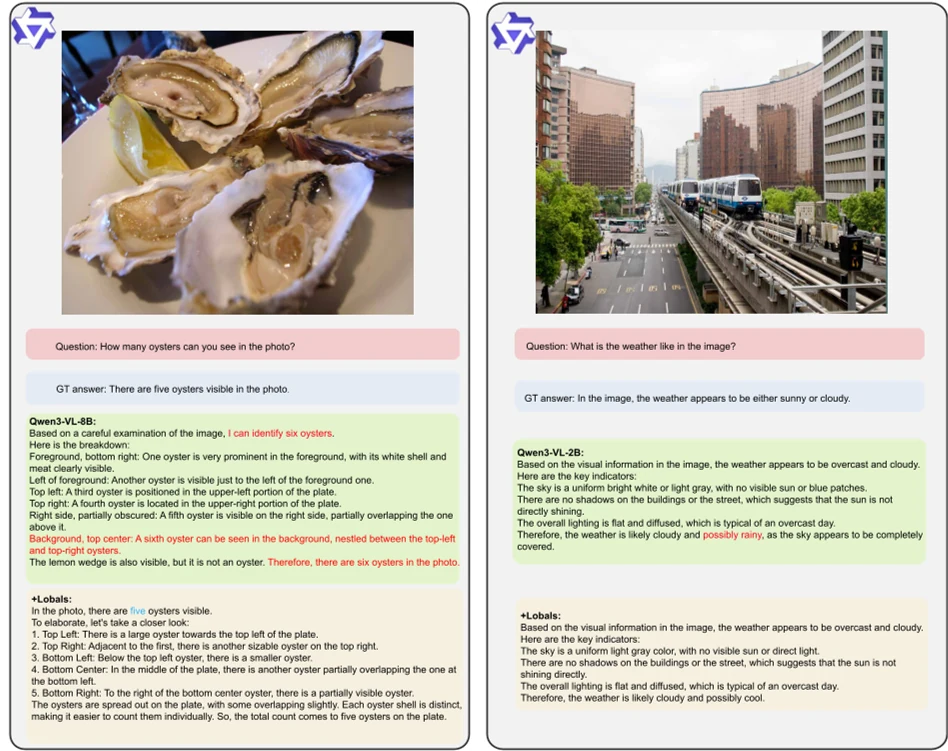 Question: How many oysters can you see in the photo?
GT answer: There are five oysters visible in the photo.
Qwen3-VL-8B:
Based on a careful examination of the image, I can identify six oysters.
Here is the breakdown:
Foreground, bottom right: One oyster is very prominent in the foreground, with its white shell and
meat clearly visible.
Left of foreground: Another oyster is visible just to the left of the foreground one.
Top left: A third oyster is positioned in the upper-left portion of the plate.
Top right: A fourth oyster is located in the upper-right portion of the plate.
Right side, partially obscured: A fifth oyster is visible on the right side, partially overlapping the one
above it.
Background, top center: A sixth oyster can be seen in the background, nestled between the top-left
and top-right oysters.
The lemon wedge is also visible, but it is not an oyster. Therefore, there are six oysters in the photo.
+Lobals:
In the photo, there are five oysters visible.
To elaborate, let's take a closer look:
1. Top Left: There is a large oyster towards the top left of the plate.
2. Top Right: Adjacent to the first, there is another sizable oyster on the top right.
3. Bottom Left: Below the top left oyster, there is a smaller oyster.
4. Bottom Center: In the middle of the plate, there is another oyster partially overlapping the one at
the bottom left.
5. Bottom Right: To the right of the bottom center oyster, there is a partially visible oyster.
The oysters are spread out on the plate, with some overlapping slightly. Each oyster shell is distinct,
making it easier to count them individually. So, the total count comes to five oysters on the plate.
Question: What is the weather like in the image?
GT answer: In the image, the weather appears to be either sunny or cloudy.
Qwen3-VL-2B:
Based on the visual information in the image, the weather appears to be overcast and cloudy.
Here are the key indicators:
The sky is a uniform bright white or light gray, with no visible sun or blue patches.
There are no shadows on the buildings or the street, which suggests that the sun is not
directly shining.
The overall lighting is flat and diffused, which is typical of an overcast day.
Therefore, the weather is likely cloudy and possibly rainy, as the sky appears to be completely
covered.
+Lobals:
Based on the visual information in the image, the weather appears to be overcast and cloudy.
Here are the key indicators:
The sky is a uniform light gray color, with no visible sun or direct light.
There are no shadows on the buildings or the street, which suggests that the sun is not
shining directly.
The overall lighting is flat and diffused, which is typical of an overcast day.
Therefore, the weather is likely cloudy and possibly cool.